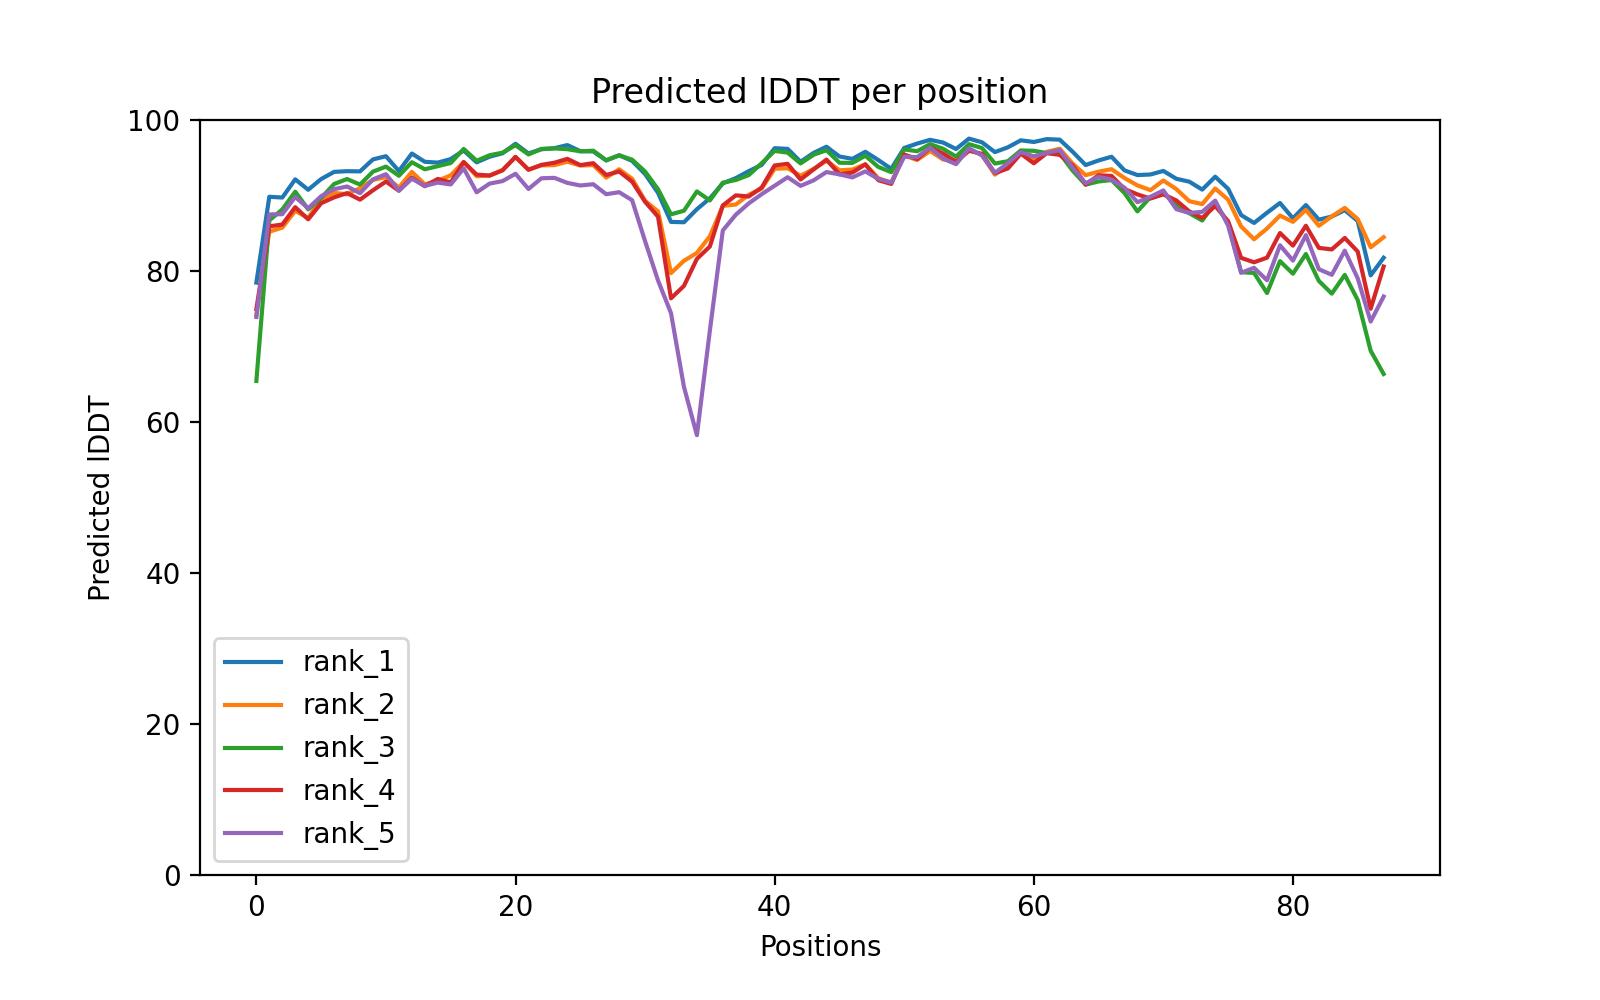 Predicted lDDT per position
100
80
60
40
20
0
Predicted lDDT
rank_1
rank_2
rank_3
rank_4
rank_5
0 20 40 60 80
Positions